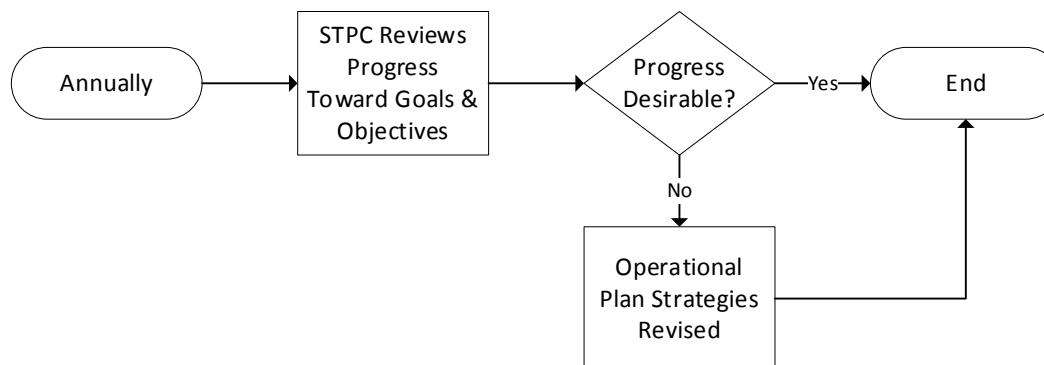 Annually
STPC Reviews
Progress
Toward Goals &
Objectives
Progress
Desirable?
Yes
End
No
Operational
Plan Strategies
Revised